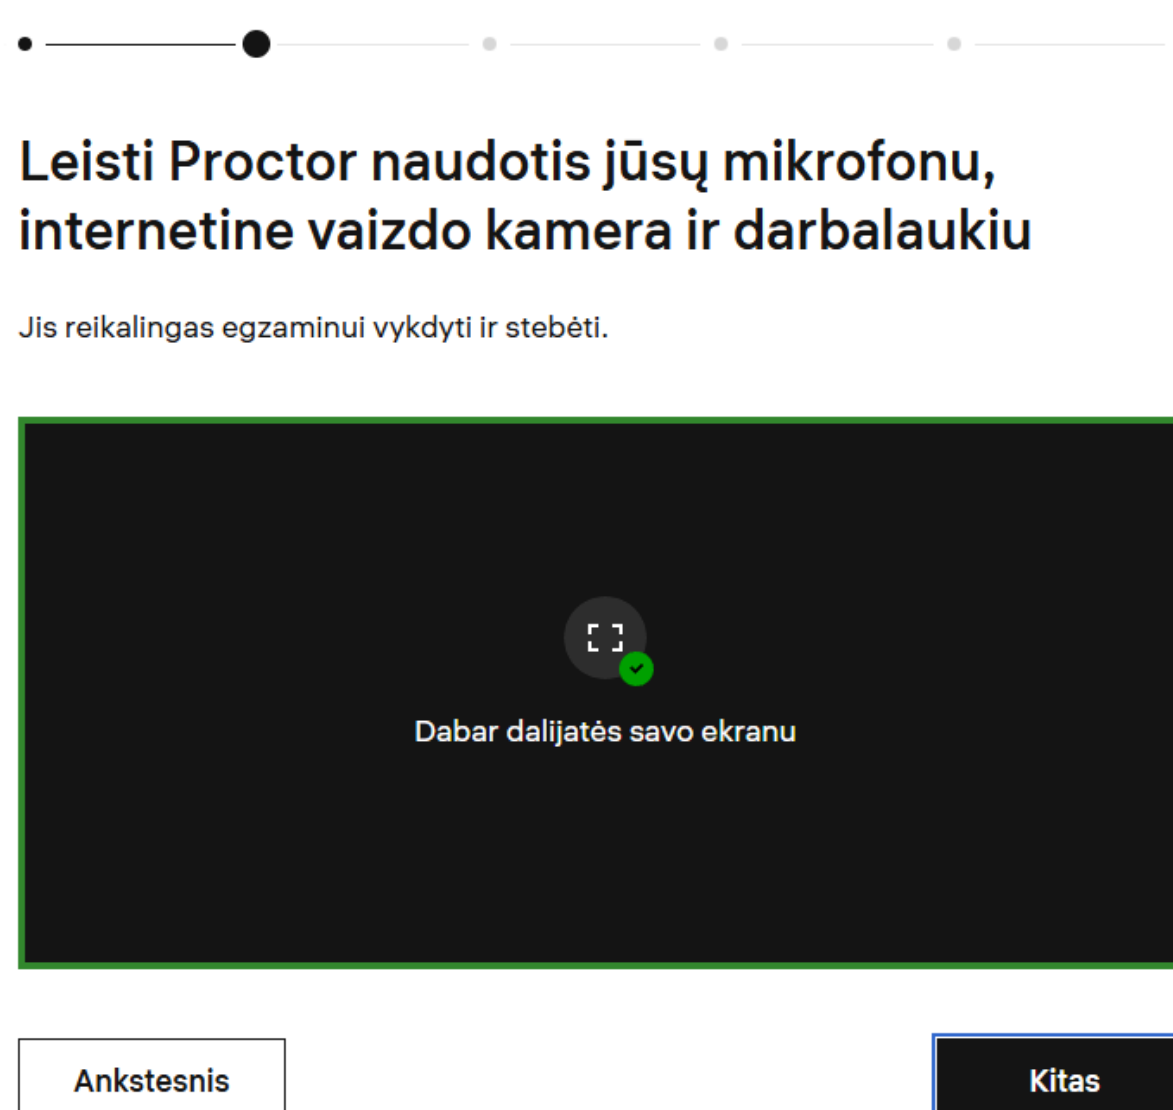 Leisti Proctor naudotis jūsų mikrofonu,
internetine vaizdo kamera ir darbalaukiu
Jis reikalingas egzaminui vykdyti ir stebėti.
Dabar dalijatės savo ekranu
Ankstesnis
Kitas